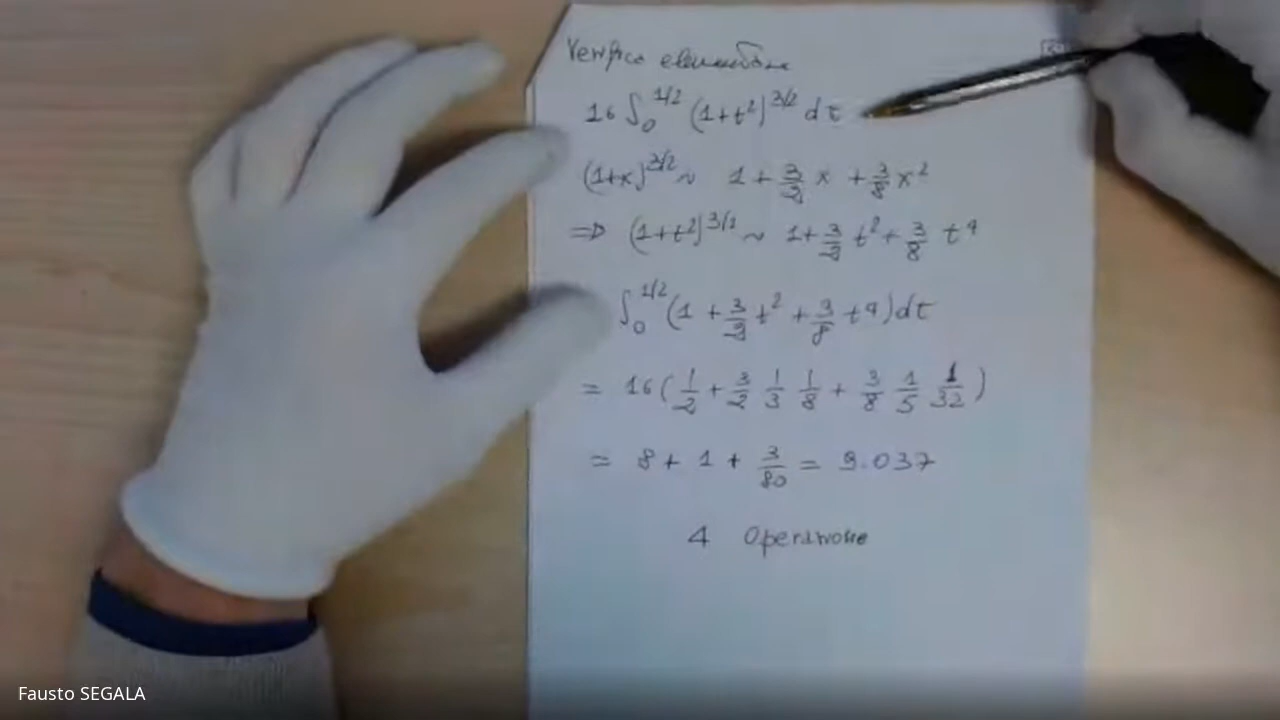 Verifica elementare
16 ∫₀^{1/2} (1+t²)^{3/2} dt
(1+x)^{3/2} ~ 1 + 3/2 x + 3/8 x²
=> (1+t²)^{3/2} ~ 1 + 3/2 t² + 3/8 t⁴
∫₀^{1/2} (1 + 3/2 t² + 3/8 t⁴) dt
= 16 (1/2 + 3/2 1/3 1/8 + 3/8 1/5 1/32)
= 8 + 1 + 3/80 = 9.037
4 Operazione
Fausto SEGALA